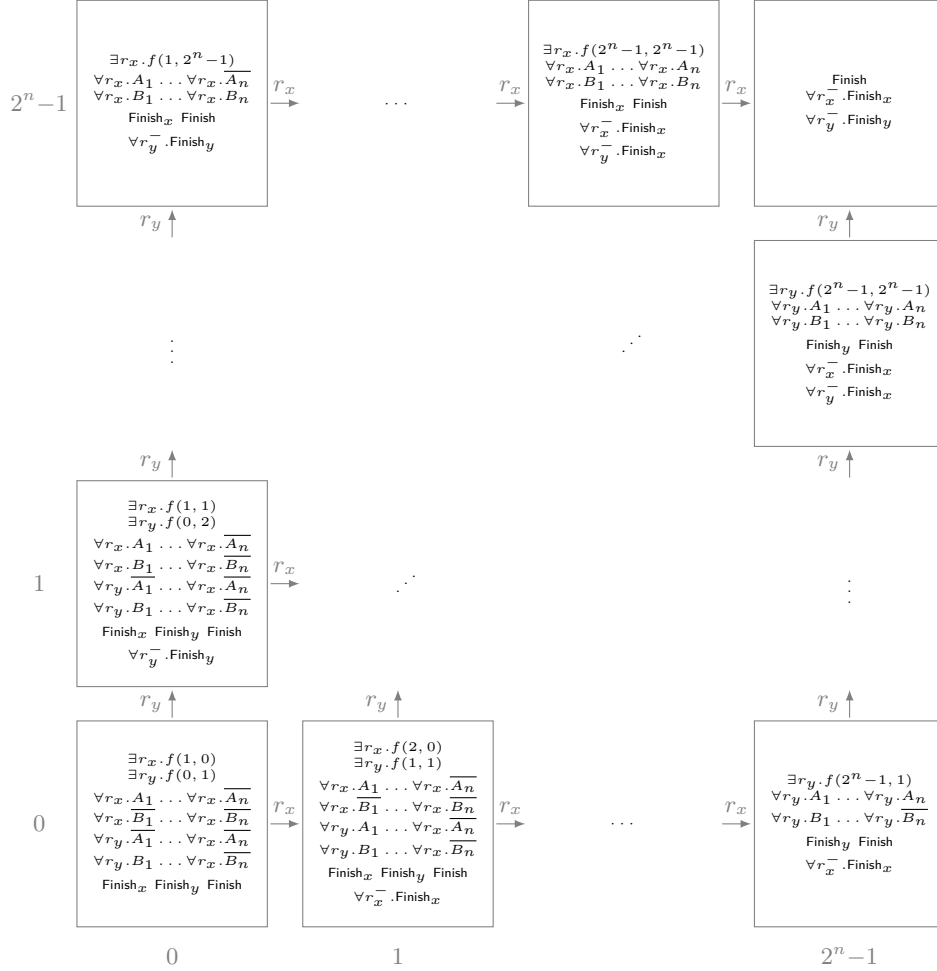 ∃r_x.f(1, 2^n−1)
∀r_x.A_1 … ∀r_x.\overline{A_n}
∀r_x.B_1 … ∀r_x.B_n
Finish_x Finish
∀r_y^−.Finish_y
∃r_x.f(2^n−1, 2^n−1)
∀r_x.A_1 … ∀r_x.A_n
∀r_x.B_1 … ∀r_x.B_n
Finish_x Finish
∀r_x^−.Finish_x
∀r_y^−.Finish_x
Finish
∀r_x^−.Finish_x
∀r_y^−.Finish_y
2^n−1 r_x … r_x r_x
r_y r_y
∃r_y.f(2^n−1, 2^n−1)
∀r_y.A_1 … ∀r_y.A_n
∀r_y.B_1 … ∀r_y.B_n
Finish_y Finish
∀r_x^−.Finish_x
∀r_y^−.Finish_x
r_y r_y
∃r_x.f(1, 1)
∃r_y.f(0, 2)
∀r_x.A_1 … ∀r_x.\overline{A_n}
∀r_x.B_1 … ∀r_x.\overline{B_n}
∀r_y.\overline{A_1} … ∀r_x.\overline{A_n}
∀r_y.B_1 … ∀r_x.\overline{B_n}
Finish_x Finish_y Finish
∀r_y^−.Finish_y
1 r_x
r_y r_y r_y
∃r_x.f(1, 0)
∃r_y.f(0, 1)
∀r_x.A_1 … ∀r_x.\overline{A_n}
∀r_x.\overline{B_1} … ∀r_x.\overline{B_n}
∀r_y.\overline{A_1} … ∀r_x.\overline{A_n}
∀r_y.B_1 … ∀r_x.\overline{B_n}
Finish_x Finish_y Finish
∃r_x.f(2, 0)
∃r_y.f(1, 1)
∀r_x.A_1 … ∀r_x.\overline{A_n}
∀r_x.\overline{B_1} … ∀r_x.\overline{B_n}
∀r_y.A_1 … ∀r_x.\overline{A_n}
∀r_y.B_1 … ∀r_x.\overline{B_n}
Finish_x Finish_y Finish
∀r_x^−.Finish_x
∃r_y.f(2^n−1, 1)
∀r_y.A_1 … ∀r_y.A_n
∀r_y.B_1 … ∀r_y.\overline{B_n}
Finish_y Finish
∀r_x^−.Finish_x
0 r_x r_x … r_x
0 1 2^n−1